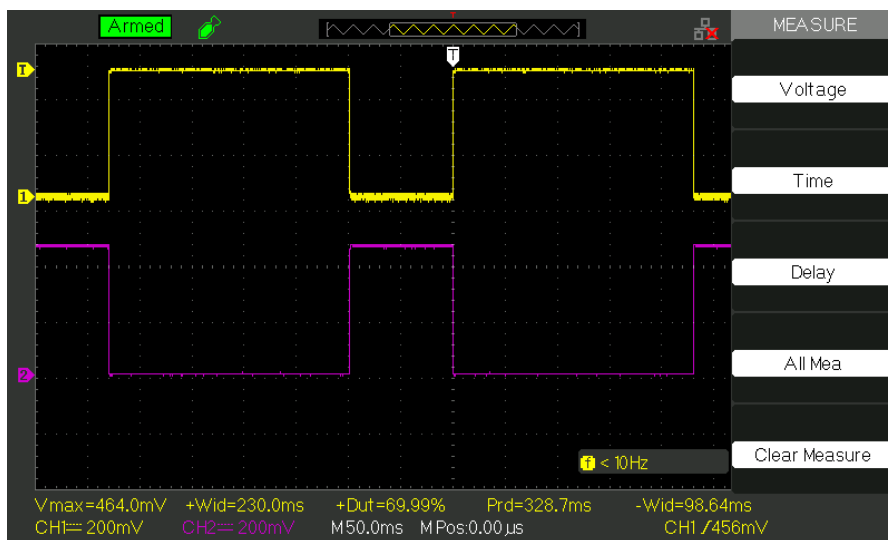 Armed
MEASURE
T
T
Voltage
1
Time
Delay
2
All Mea
f < 10Hz
Clear Measure
Vmax=464.0mV +Wid=230.0ms +Dut=69.99% Prd=328.7ms -Wid=98.64ms
CH1 200mV CH2 200mV M50.0ms MPos:0.00μs CH1 456mV